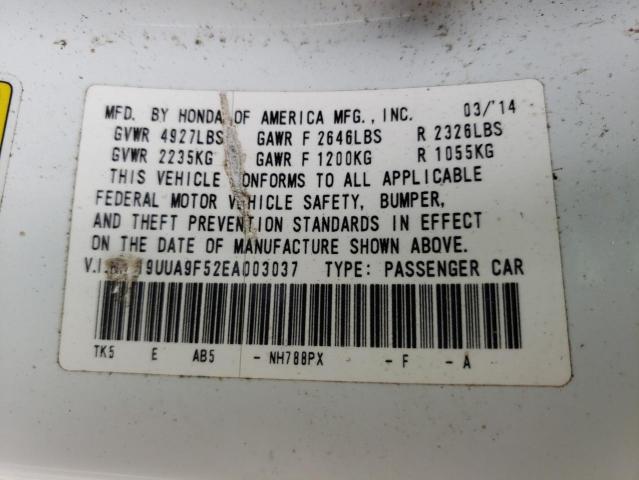 MFD. BY HONDA OF AMERICA MFG., INC. 03/'14
GVWR 4927LBS GAWR F 2646LBS R 2326LBS
GVWR 2235KG GAWR F 1200KG R 1055KG
THIS VEHICLE CONFORMS TO ALL APPLICABLE
FEDERAL MOTOR VEHICLE SAFETY, BUMPER,
AND THEFT PREVENTION STANDARDS IN EFFECT
ON THE DATE OF MANUFACTURE SHOWN ABOVE.
V.I.N. 19UUA9F52EA003037 TYPE: PASSENGER CAR
TK5 E AB5 - NH788PX - F - A